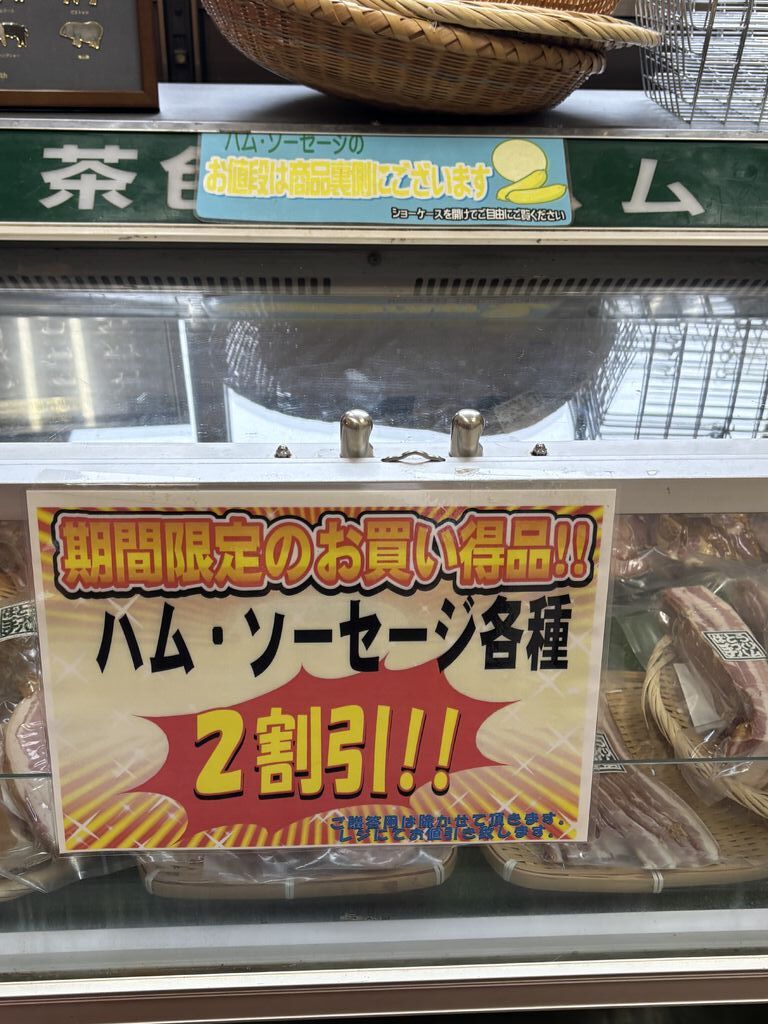 ハム・ソーセージの
お値段は商品裏側にございます
ショーケースを開けてご自由にご覧ください
茶色 ム
期間限定のお買い得品!!
ハム・ソーセージ各種
2割引!!
ご贈答用は除かせて頂きます。
レジにてお値引き致します。